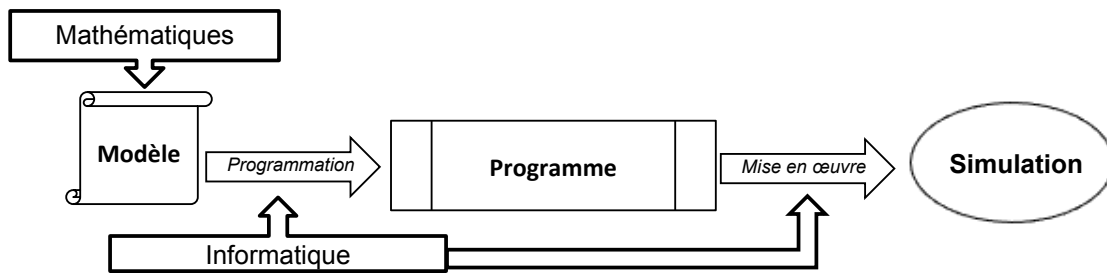 Mathématiques
Modèle
Programmation
Programme
Mise en œuvre
Simulation
Informatique